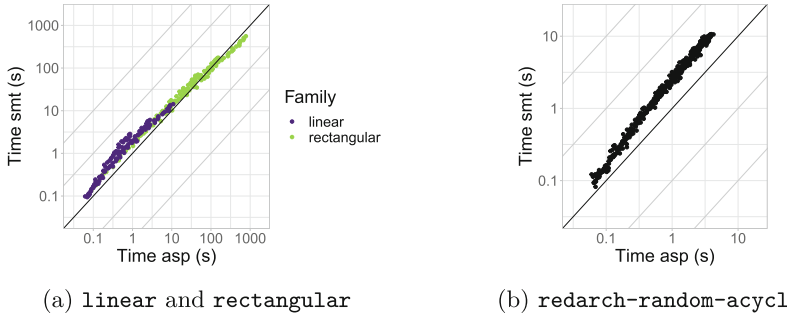 1000
100
10
1
0.1
Time smt (s)
0.1 1 10 100 1000
Time asp (s)
Family
linear
rectangular
10
1
0.1
Time smt (s)
0.1 1 10
Time asp (s)
(a) linear and rectangular
(b) redarch-random-acycl